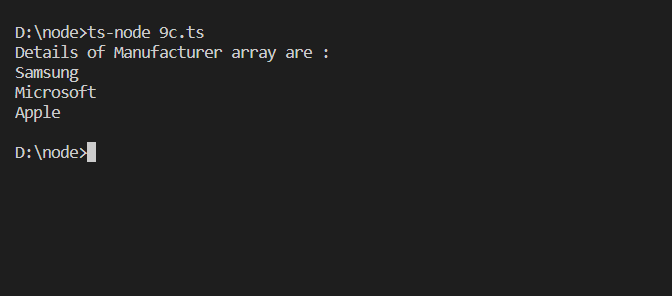 D:\node>ts-node 9c.ts
Details of Manufacturer array are :
Samsung
Microsoft
Apple
D:\node>